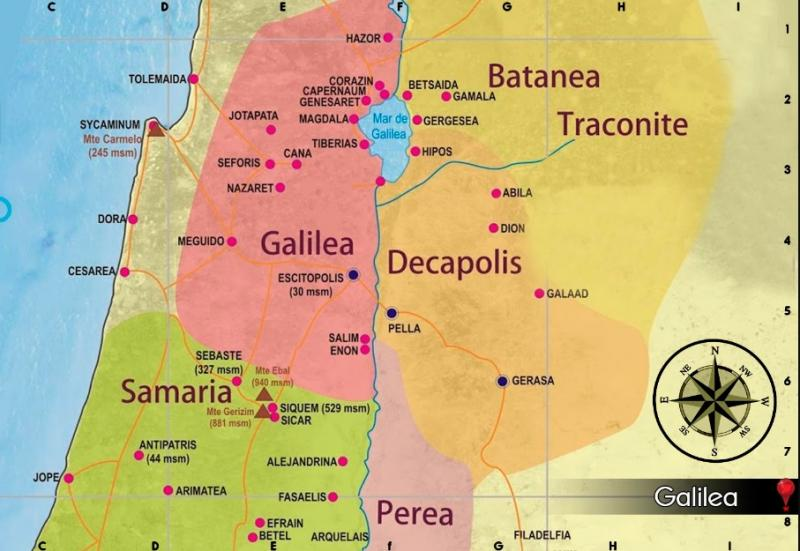 C D E F G H I
1
HAZOR
TOLEMAIDA
CORAZIN
CAPERNAUM
GENESARET
BETSAIDA
Batanea
GAMALA
2
SYCAMINUM
Mte Carmelo
(245 msm)
JOTAPATA
MAGDALA
Mar de
Galilea
GERGESEA
Traconite
TIBERIAS
HIPOS
SEFORIS
CANA
3
NAZARET
ABILA
DORA
DION
MEGUIDO
Galilea
4
Decapolis
CESAREA
ESCITOPOLIS
(30 msm)
GALAAD
5
PELLA
SALIM
ENON
N
NE
NW
E
W
SE
SW
S
SEBASTE
(327 msm)
Mte Ebal
(940 msm)
GERASA
6
Samaria
Mte Gerizim
(881 msm)
SIQUEM (529 msm)
SICAR
ANTIPATRIS
(44 msm)
7
ALEJANDRINA
JOPE
ARIMATEA
FASAELIS
Galilea
Perea
8
EFRAIN
BETEL
ARQUELAIS
FILADELFIA
C D E f G H I